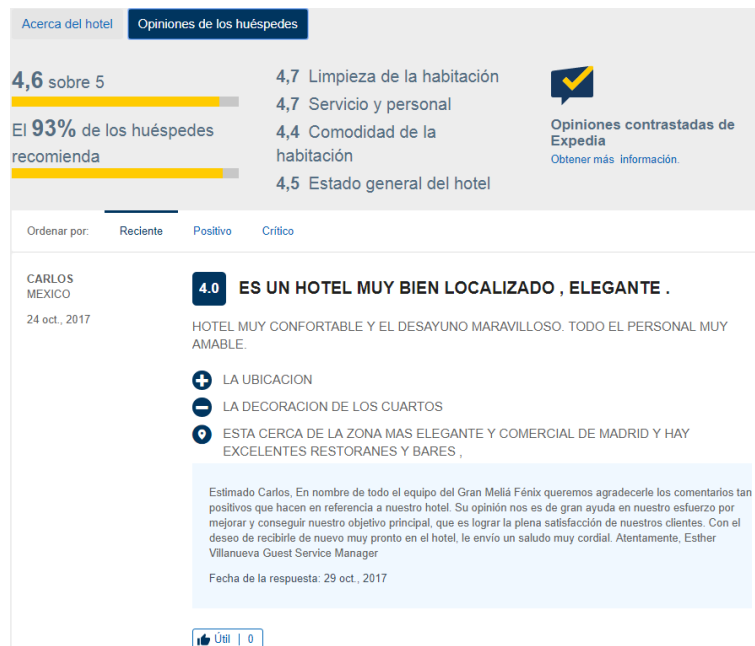 Acerca del hotel
Opiniones de los huéspedes
4,6 sobre 5
El 93% de los huéspedes
recomienda
4,7 Limpieza de la habitación
4,7 Servicio y personal
4,4 Comodidad de la
habitación
4,5 Estado general del hotel
Opiniones contrastadas de
Expedia
Obtener más información.
Ordenar por: Reciente Positivo Crítico
CARLOS
MEXICO
24 oct., 2017
4.0 ES UN HOTEL MUY BIEN LOCALIZADO , ELEGANTE .
HOTEL MUY CONFORTABLE Y EL DESAYUNO MARAVILLOSO. TODO EL PERSONAL MUY
AMABLE.
LA UBICACION
LA DECORACION DE LOS CUARTOS
ESTA CERCA DE LA ZONA MAS ELEGANTE Y COMERCIAL DE MADRID Y HAY
EXCELENTES RESTORANES Y BARES ,
Estimado Carlos, En nombre de todo el equipo del Gran Meliá Fénix queremos agradecerle los comentarios tan
positivos que hacen en referencia a nuestro hotel. Su opinión nos es de gran ayuda en nuestro esfuerzo por
mejorar y conseguir nuestro objetivo principal, que es lograr la plena satisfacción de nuestros clientes. Con el
deseo de recibirle de nuevo muy pronto en el hotel, le envío un saludo muy cordial. Atentamente, Esther
Villanueva Guest Service Manager
Fecha de la respuesta: 29 oct., 2017
Útil | 0